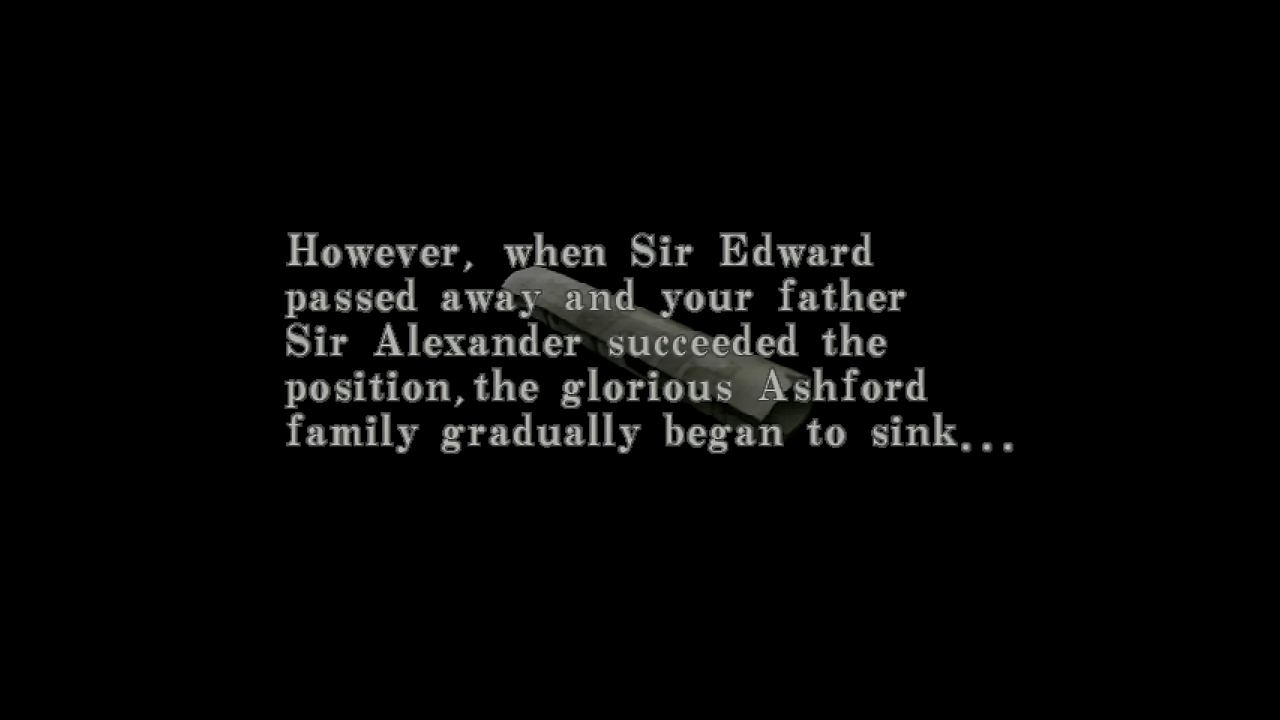 However, when Sir Edward
passed away and your father
Sir Alexander succeeded the
position,the glorious Ashford
family gradually began to sink...